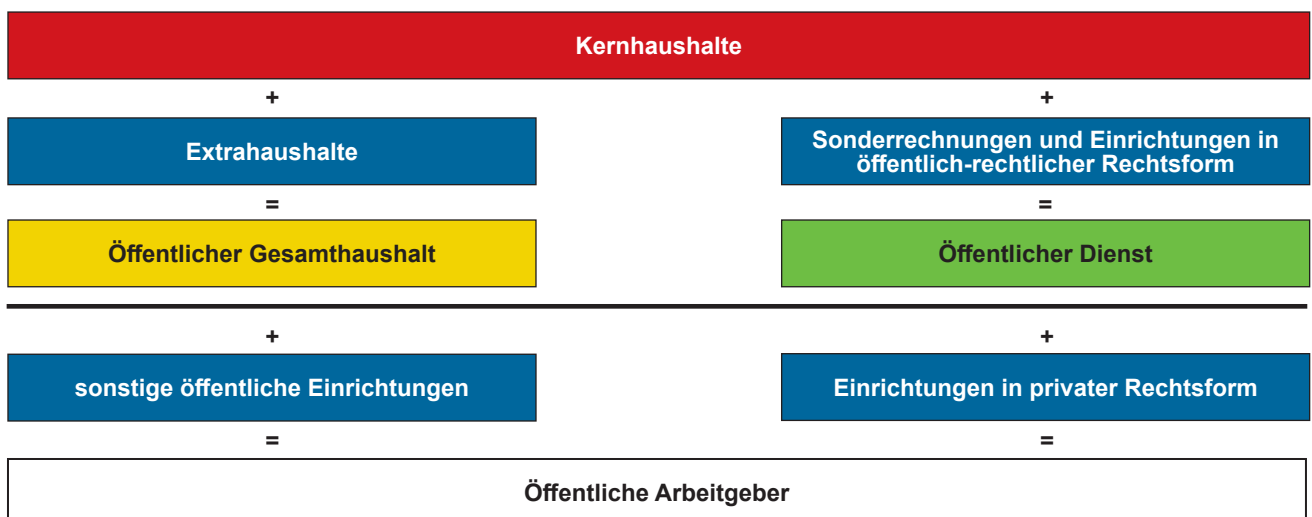 Kernhaushalte
+ +
Extrahaushalte
Sonderrechnungen und Einrichtungen in
öffentlich-rechtlicher Rechtsform
= =
Öffentlicher Gesamthaushalt
Öffentlicher Dienst
+ +
sonstige öffentliche Einrichtungen
Einrichtungen in privater Rechtsform
= =
Öffentliche Arbeitgeber